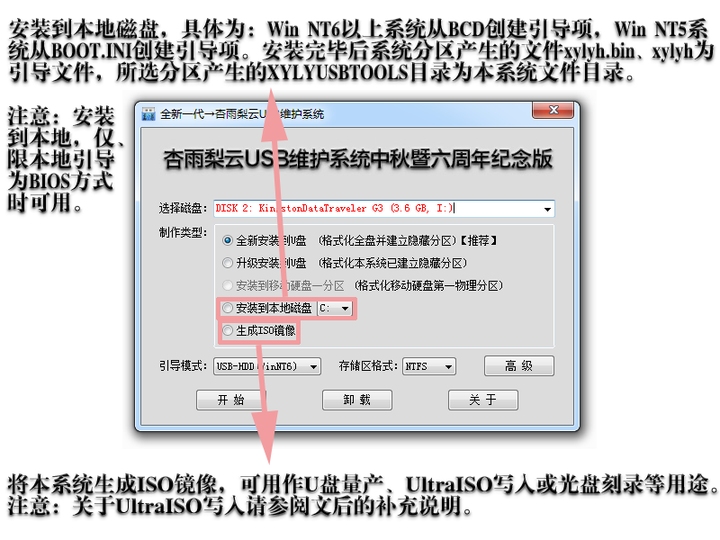 安装到本地磁盘，具体为：Win NT6以上系统从BCD创建引导项，Win NT5系
统从BOOT.INI创建引导项。安装完毕后系统分区产生的文件xylyh.bin、xylyh为
引导文件，所选分区产生的XYLYUSBTOOLS目录为本系统文件目录。
注意：安装
到本地，仅、
限本地引导
为BIOS方式
时可用。
全新一代→杏雨梨云USB维护系统
杏雨梨云USB维护系统中秋暨六周年纪念版
选择磁盘: DISK 2: KingstonDataTraveler G3 (3.6 GB, I:)
制作类型:
全新安装到U盘 (格式化全盘并建立隐藏分区)【推荐】
升级安装到U盘 (格式化本系统已建立隐藏分区)
安装到移动硬盘一分区 (格式化移动硬盘第一物理分区)
安装到本地磁盘 C:
生成ISO镜像
引导模式: USB-HDD(WinNT6) 存储区格式: NTFS 高 级
开 始 卸 载 关 于
将本系统生成ISO镜像，可用作U盘量产、UltraISO写入或光盘刻录等用途。
注意：关于UltraISO写入请参阅文后的补充说明。